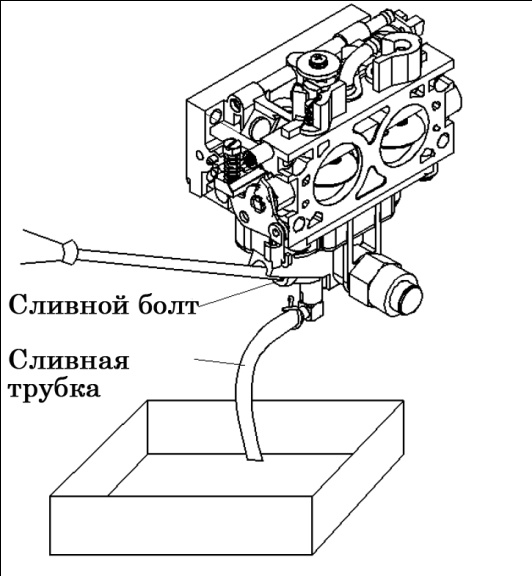 Сливной болт
Сливная
трубка